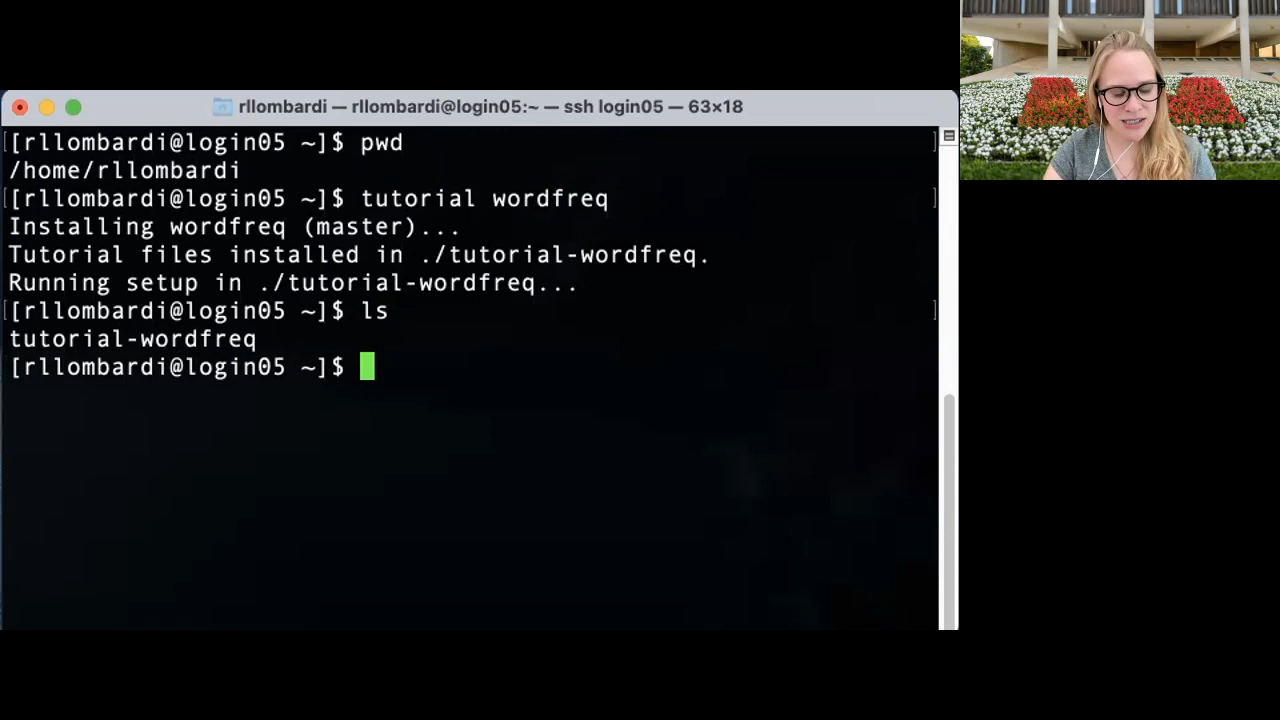 rllombardi — rllombardi@login05:~ — ssh login05 — 63×18
[[rllombardi@login05 ~]$ pwd ]
/home/rllombardi
[[rllombardi@login05 ~]$ tutorial wordfreq ]
Installing wordfreq (master)...
Tutorial files installed in ./tutorial-wordfreq.
Running setup in ./tutorial-wordfreq...
[[rllombardi@login05 ~]$ ls ]
tutorial-wordfreq
[rllombardi@login05 ~]$